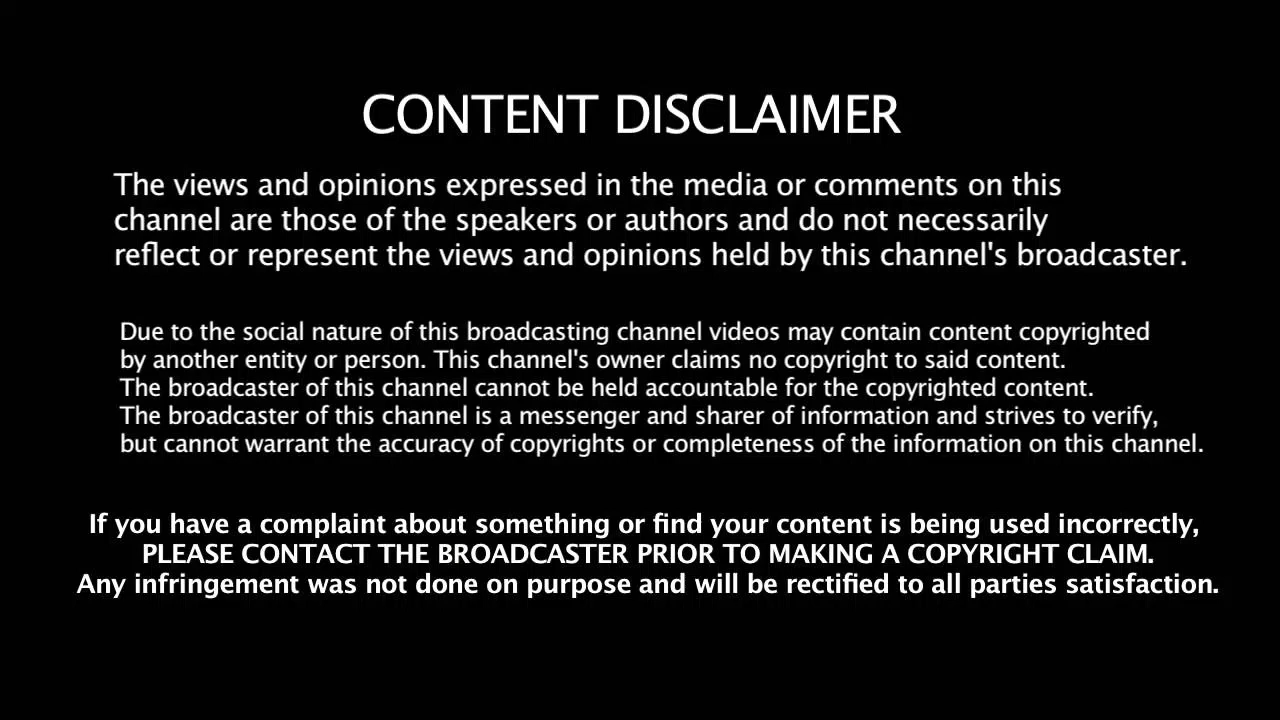 CONTENT DISCLAIMER
The views and opinions expressed in the media or comments on this
channel are those of the speakers or authors and do not necessarily
reflect or represent the views and opinions held by this channel's broadcaster.
Due to the social nature of this broadcasting channel videos may contain content copyrighted
by another entity or person. This channel's owner claims no copyright to said content.
The broadcaster of this channel cannot be held accountable for the copyrighted content.
The broadcaster of this channel is a messenger and sharer of information and strives to verify,
but cannot warrant the accuracy of copyrights or completeness of the information on this channel.
If you have a complaint about something or find your content is being used incorrectly,
PLEASE CONTACT THE BROADCASTER PRIOR TO MAKING A COPYRIGHT CLAIM.
Any infringement was not done on purpose and will be rectified to all parties satisfaction.